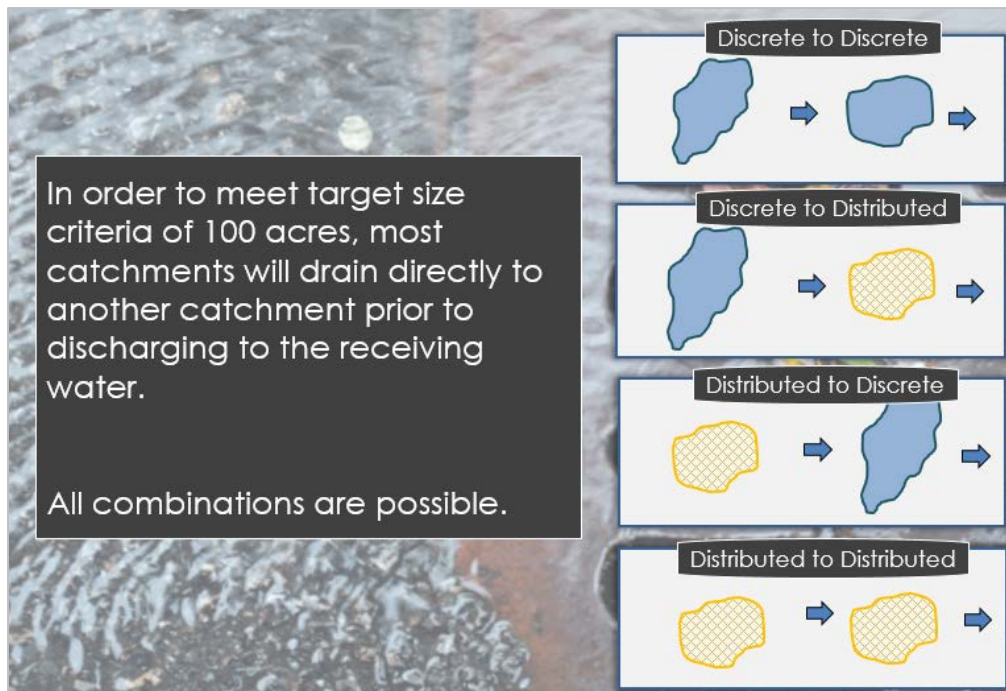 In order to meet target size
criteria of 100 acres, most
catchments will drain directly to
another catchment prior to
discharging to the receiving
water.
All combinations are possible.
Discrete to Discrete
Discrete to Distributed
Distributed to Discrete
Distributed to Distributed